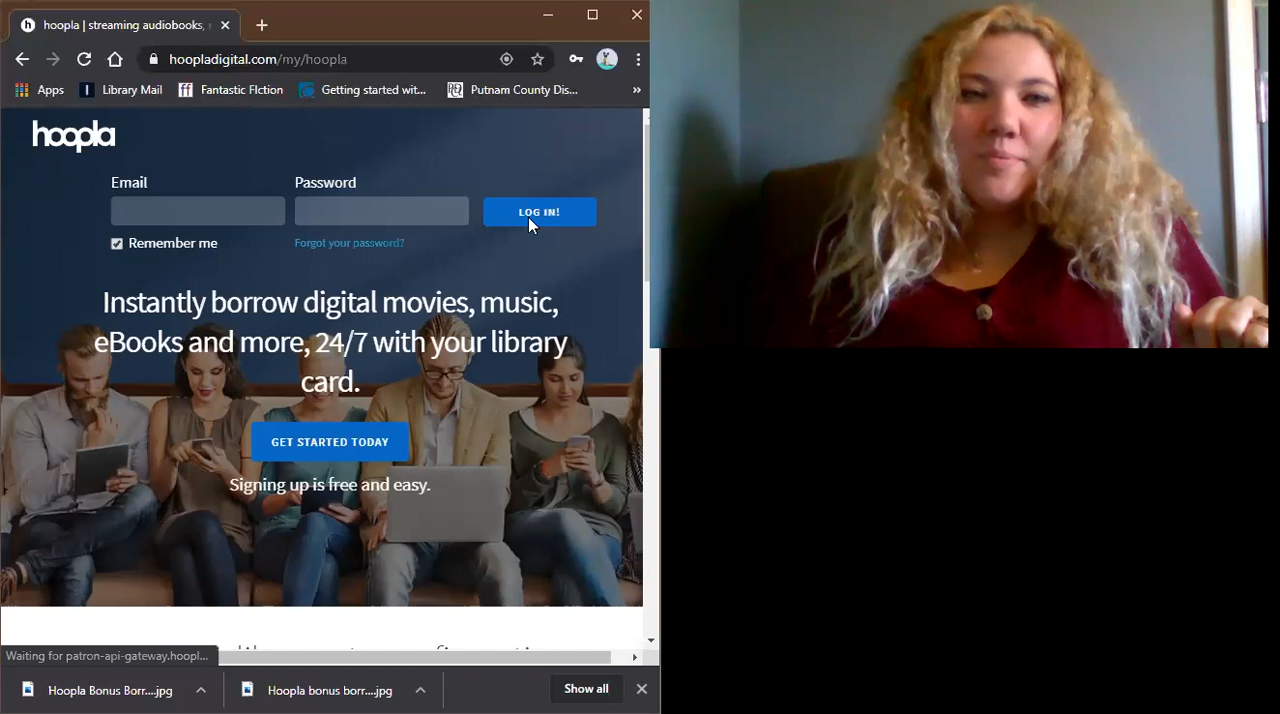 hoopla | streaming audiobooks,
hoopladigital.com/my/hoopla
Apps
Library Mail
Fantastic FIction
Getting started wit...
Putnam County Dis...
»
hoopla
Email
Password
LOG IN!
Remember me
Forgot your password?
Instantly borrow digital movies, music,
eBooks and more, 24/7 with your library
card.
GET STARTED TODAY
Signing up is free and easy.
Waiting for patron-api-gateway.hoopl...
Hoopla Bonus Borr....jpg
Hoopla bonus borr....jpg
Show all